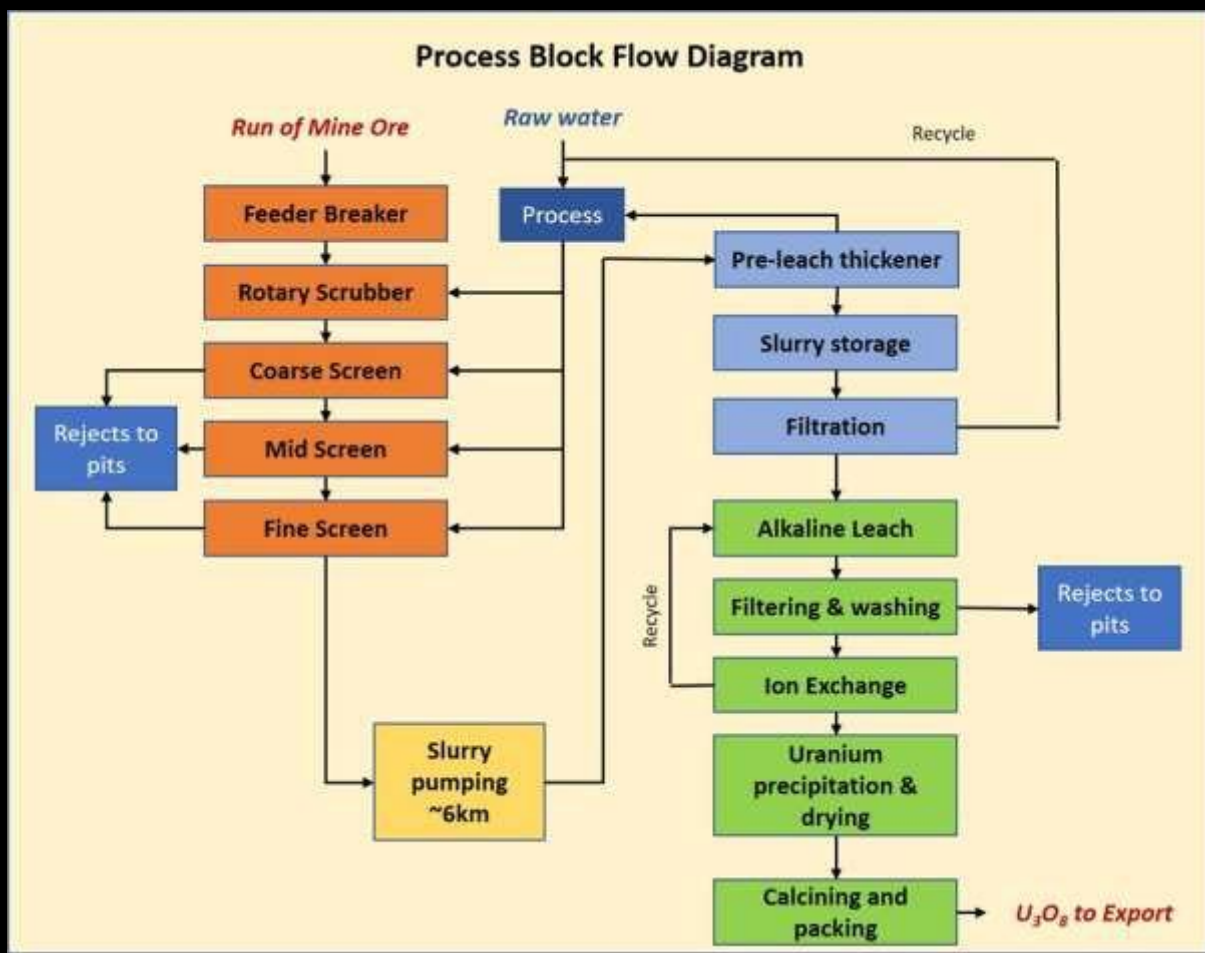 Process Block Flow Diagram
Run of Mine Ore
Raw water
Recycle
Feeder Breaker
Process
Rotary Scrubber
Pre-leach thickener
Coarse Screen
Slurry storage
Rejects to
pits
Mid Screen
Filtration
Fine Screen
Alkaline Leach
Recycle
Filtering & washing
Rejects to
pits
Ion Exchange
Slurry
pumping
~6km
Uranium
precipitation &
drying
Calcining and
packing
U₃O₈ to Export